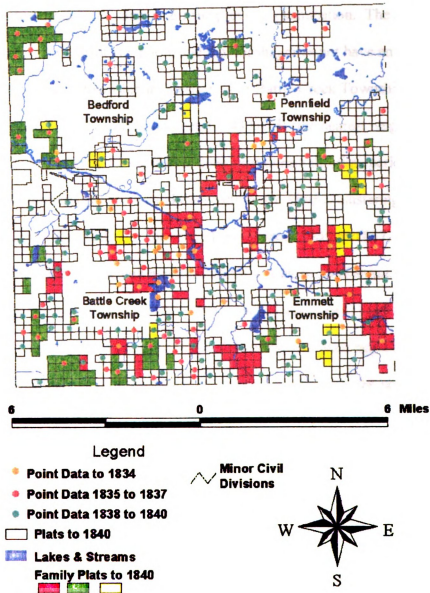 Bedford
Township
Pennfield
Township
Battle Creek
Township
Emmett
Township
6 0 6 Miles
Legend
Point Data to 1834
Point Data 1835 to 1837
Point Data 1838 to 1840
Plats to 1840
Lakes & Streams
Family Plats to 1840
Minor Civil
Divisions
N
W E
S